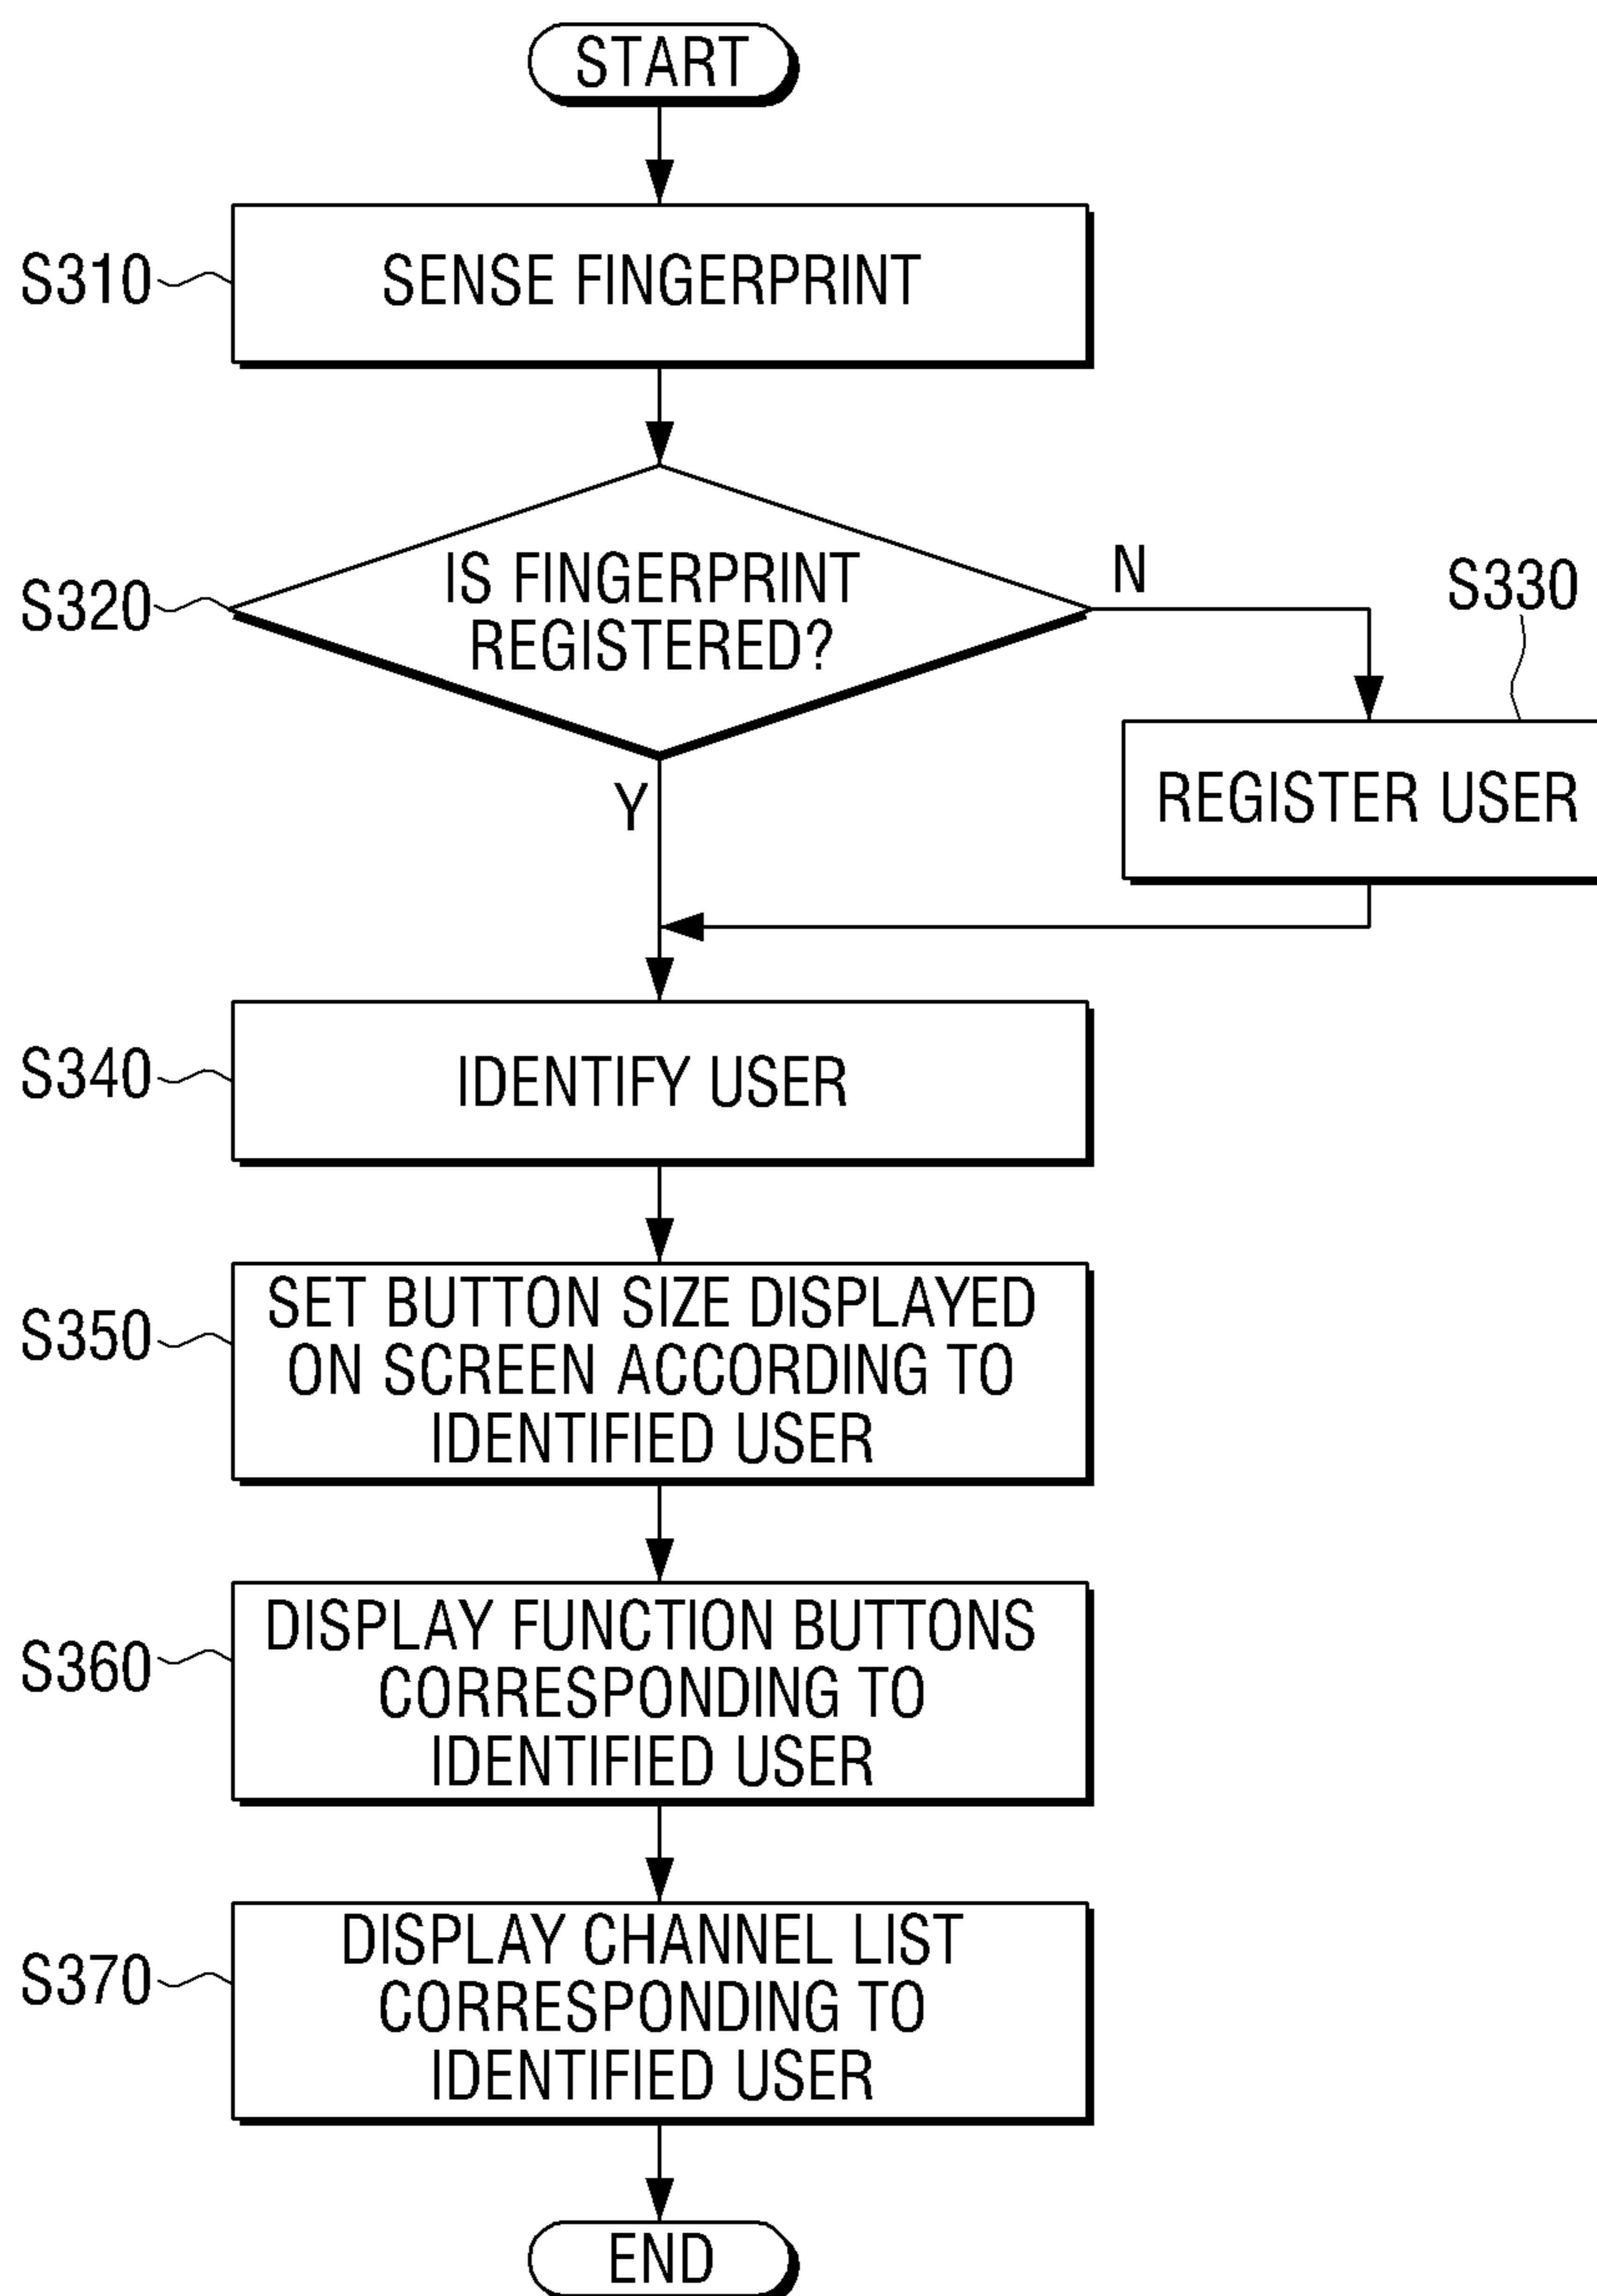 START
S310
SENSE FINGERPRINT
S320
IS FINGERPRINT
REGISTERED?
N
S330
Y
REGISTER USER
S340
IDENTIFY USER
S350
SET BUTTON SIZE DISPLAYED
ON SCREEN ACCORDING TO
IDENTIFIED USER
S360
DISPLAY FUNCTION BUTTONS
CORRESPONDING TO
IDENTIFIED USER
S370
DISPLAY CHANNEL LIST
CORRESPONDING TO
IDENTIFIED USER
END